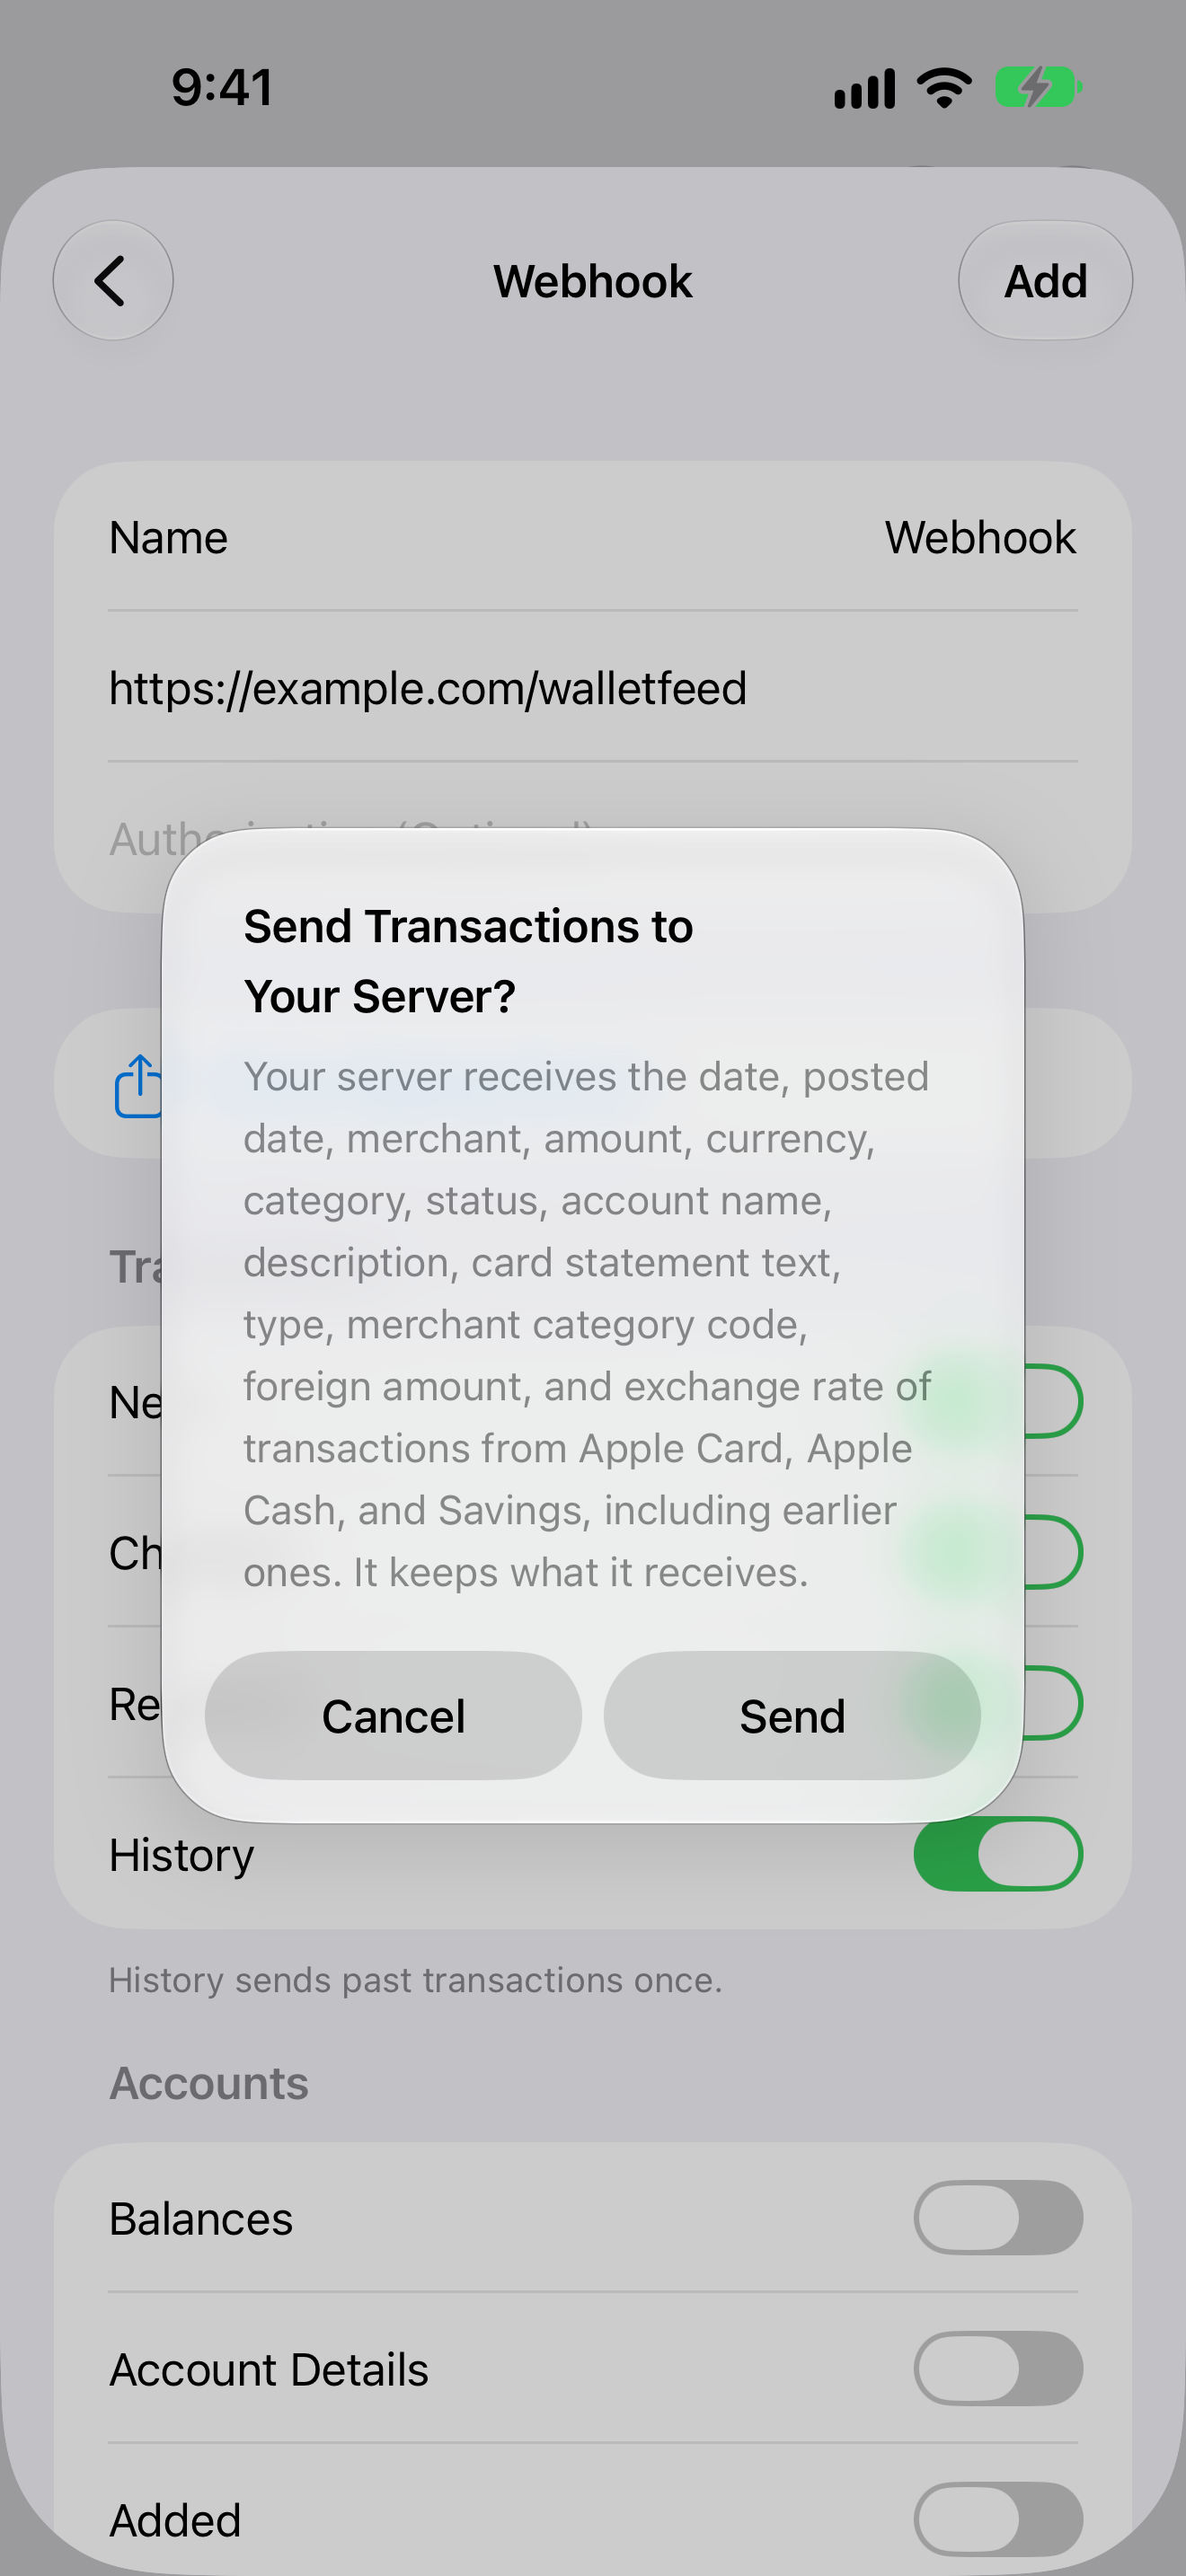 9:41
Webhook
Add
Name
Webhook
https://example.com/walletfeed
Send Transactions to
Your Server?
Your server receives the date, posted
date, merchant, amount, currency,
category, status, account name,
description, card statement text,
type, merchant category code,
foreign amount, and exchange rate of
transactions from Apple Card, Apple
Cash, and Savings, including earlier
ones. It keeps what it receives.
Cancel
Send
History
History sends past transactions once.
Accounts
Balances
Account Details
Added